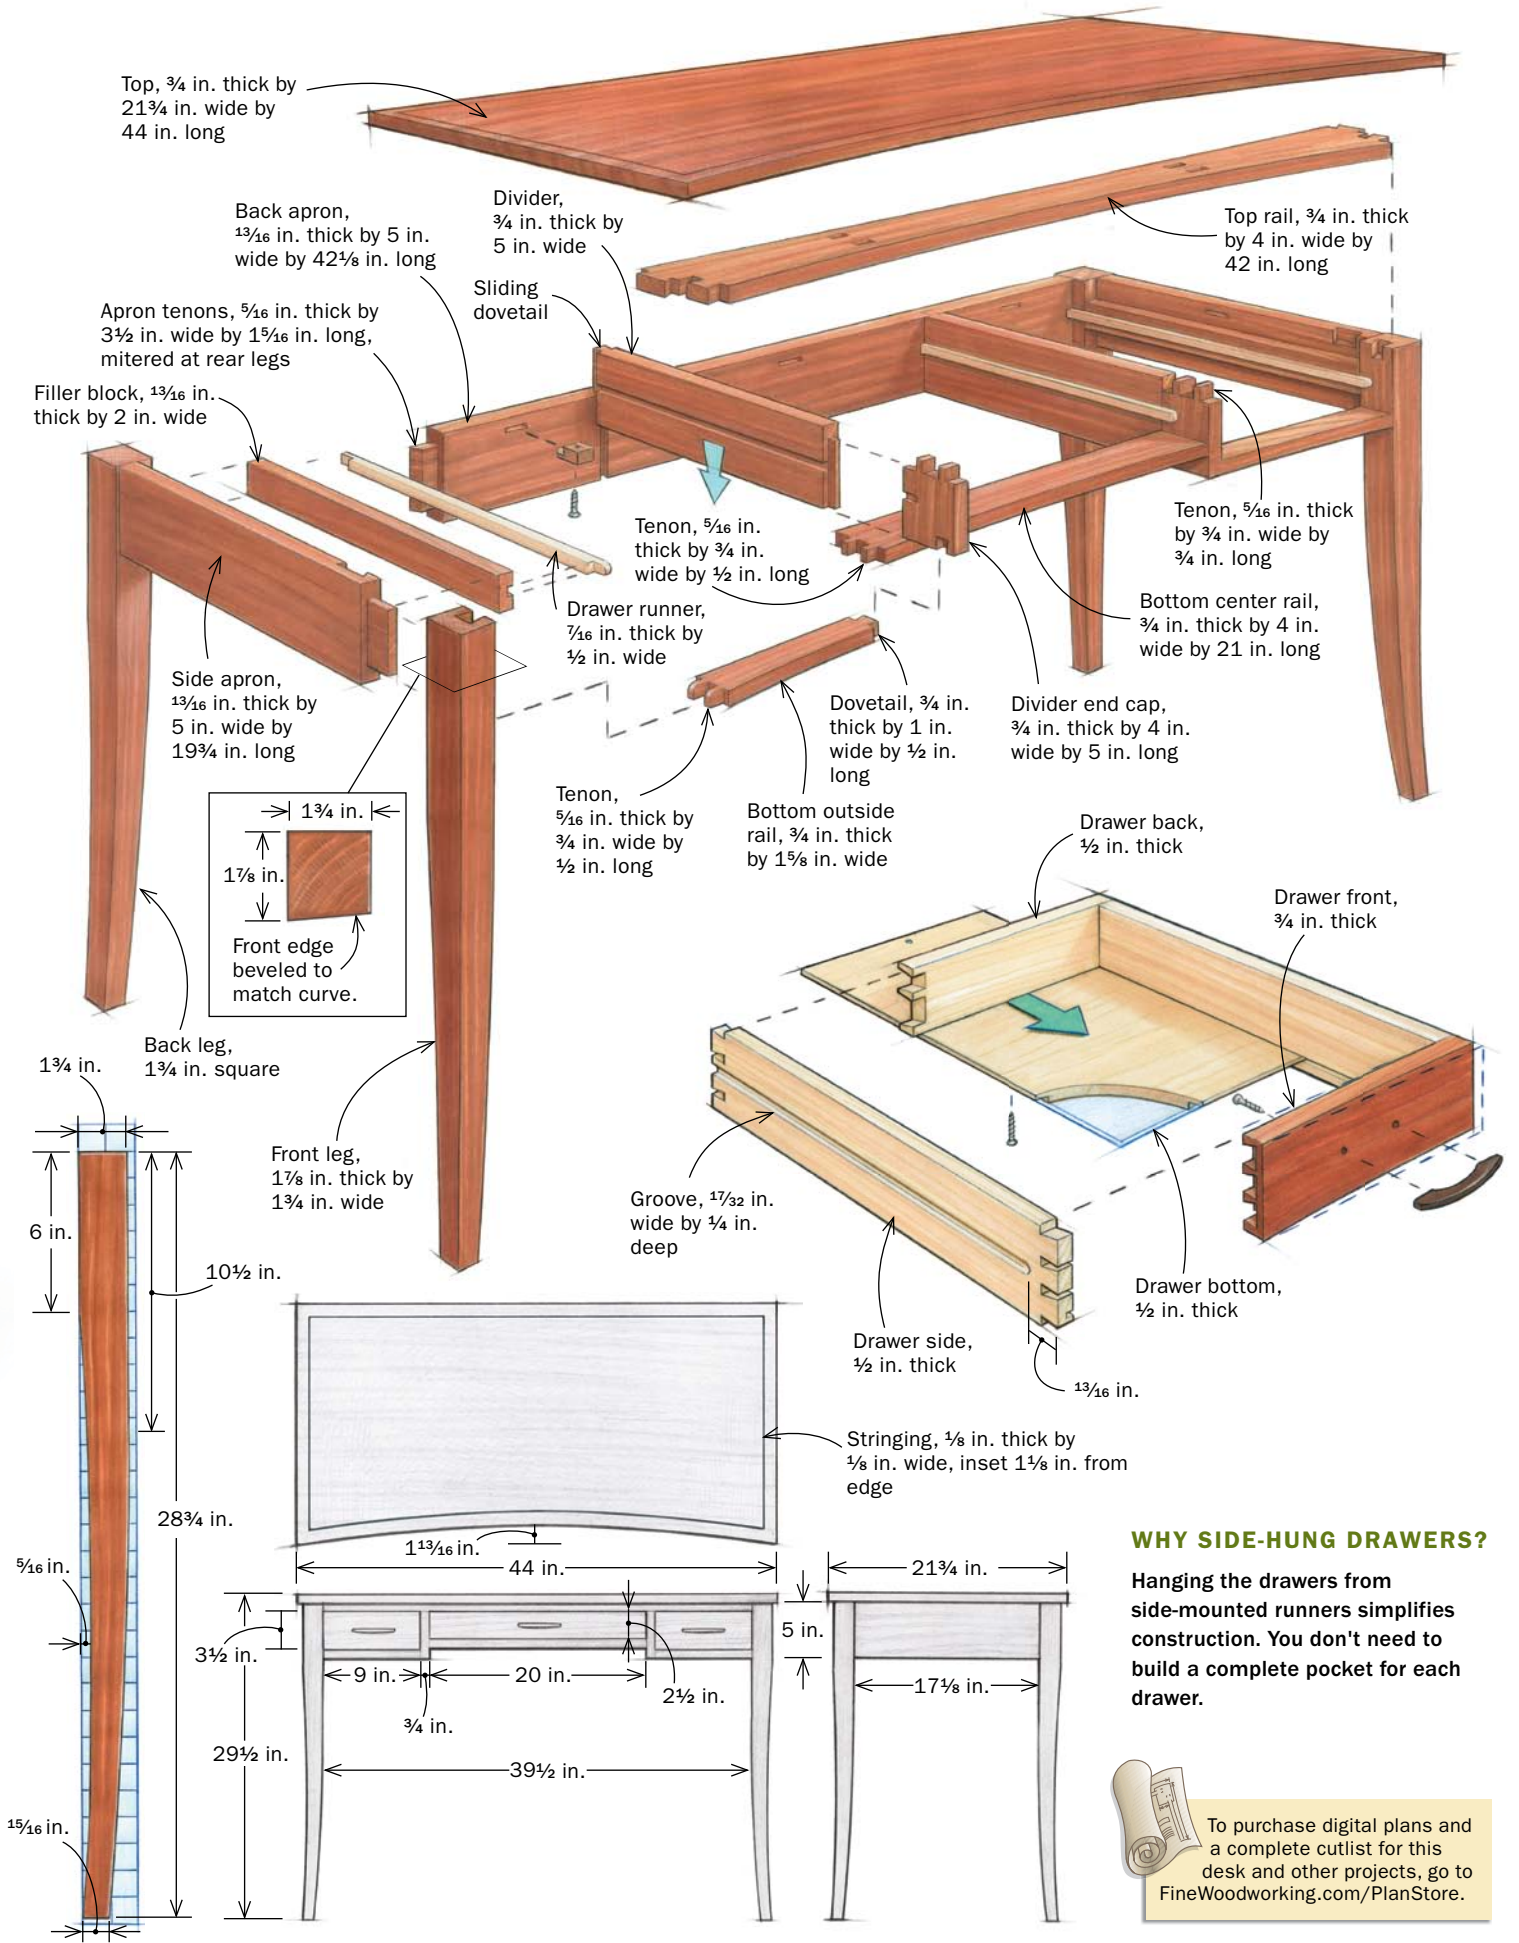 Top, ¾ in. thick by
21¾ in. wide by
44 in. long
Back apron,
13⁄16 in. thick by 5 in.
wide by 42⅛ in. long
Divider,
¾ in. thick by
5 in. wide
Top rail, ¾ in. thick
by 4 in. wide by
42 in. long
Sliding
dovetail
Apron tenons, 5⁄16 in. thick by
3½ in. wide by 1 5⁄16 in. long,
mitered at rear legs
Filler block, 13⁄16 in.
thick by 2 in. wide
Tenon, 5⁄16 in.
thick by ¾ in.
wide by ½ in. long
Tenon, 5⁄16 in. thick
by ¾ in. wide by
¾ in. long
Drawer runner,
7⁄16 in. thick by
½ in. wide
Bottom center rail,
¾ in. thick by 4 in.
wide by 21 in. long
Side apron,
13⁄16 in. thick by
5 in. wide by
19¾ in. long
Dovetail, ¾ in.
thick by 1 in.
wide by ½ in.
long
Divider end cap,
¾ in. thick by 4 in.
wide by 5 in. long
Tenon,
5⁄16 in. thick by
¾ in. wide by
½ in. long
Bottom outside
rail, ¾ in. thick
by 1⅝ in. wide
1¾ in.
1⅞ in.
Front edge
beveled to
match curve.
Drawer back,
½ in. thick
Drawer front,
¾ in. thick
Back leg,
1¾ in. square
Front leg,
1⅞ in. thick by
1¾ in. wide
Groove, 17⁄32 in.
wide by ¼ in.
deep
Drawer side,
½ in. thick
Drawer bottom,
½ in. thick
13⁄16 in.
1¾ in.
6 in.
10½ in.
28¾ in.
5⁄16 in.
15⁄16 in.
Stringing, ⅛ in. thick by
⅛ in. wide, inset 1⅛ in. from
edge
1 13⁄16 in.
44 in.
21¾ in.
3½ in.
5 in.
9 in.
20 in.
2½ in.
¾ in.
17⅛ in.
29½ in.
39½ in.
WHY SIDE-HUNG DRAWERS?
Hanging the drawers from
side-mounted runners simplifies
construction. You don't need to
build a complete pocket for each
drawer.
To purchase digital plans and
a complete cutlist for this
desk and other projects, go to
FineWoodworking.com/PlanStore.